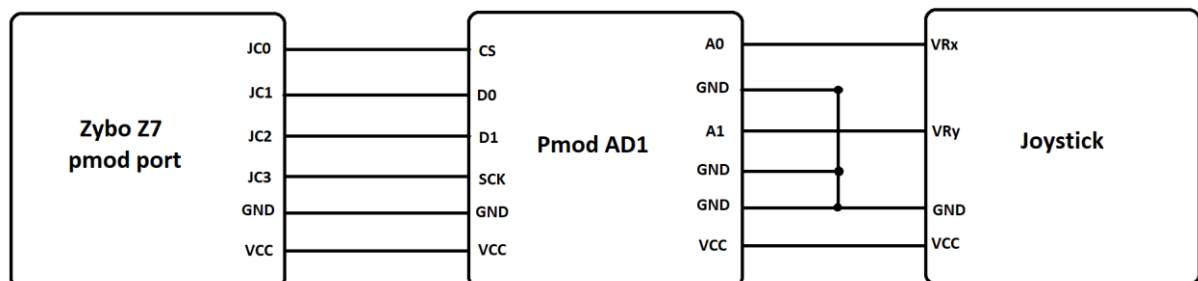 Zybo Z7
pmod port
JC0
JC1
JC2
JC3
GND
VCC
CS
D0
D1
SCK
GND
VCC
Pmod AD1
A0
GND
A1
GND
GND
VCC
VRx
VRy
GND
VCC
Joystick